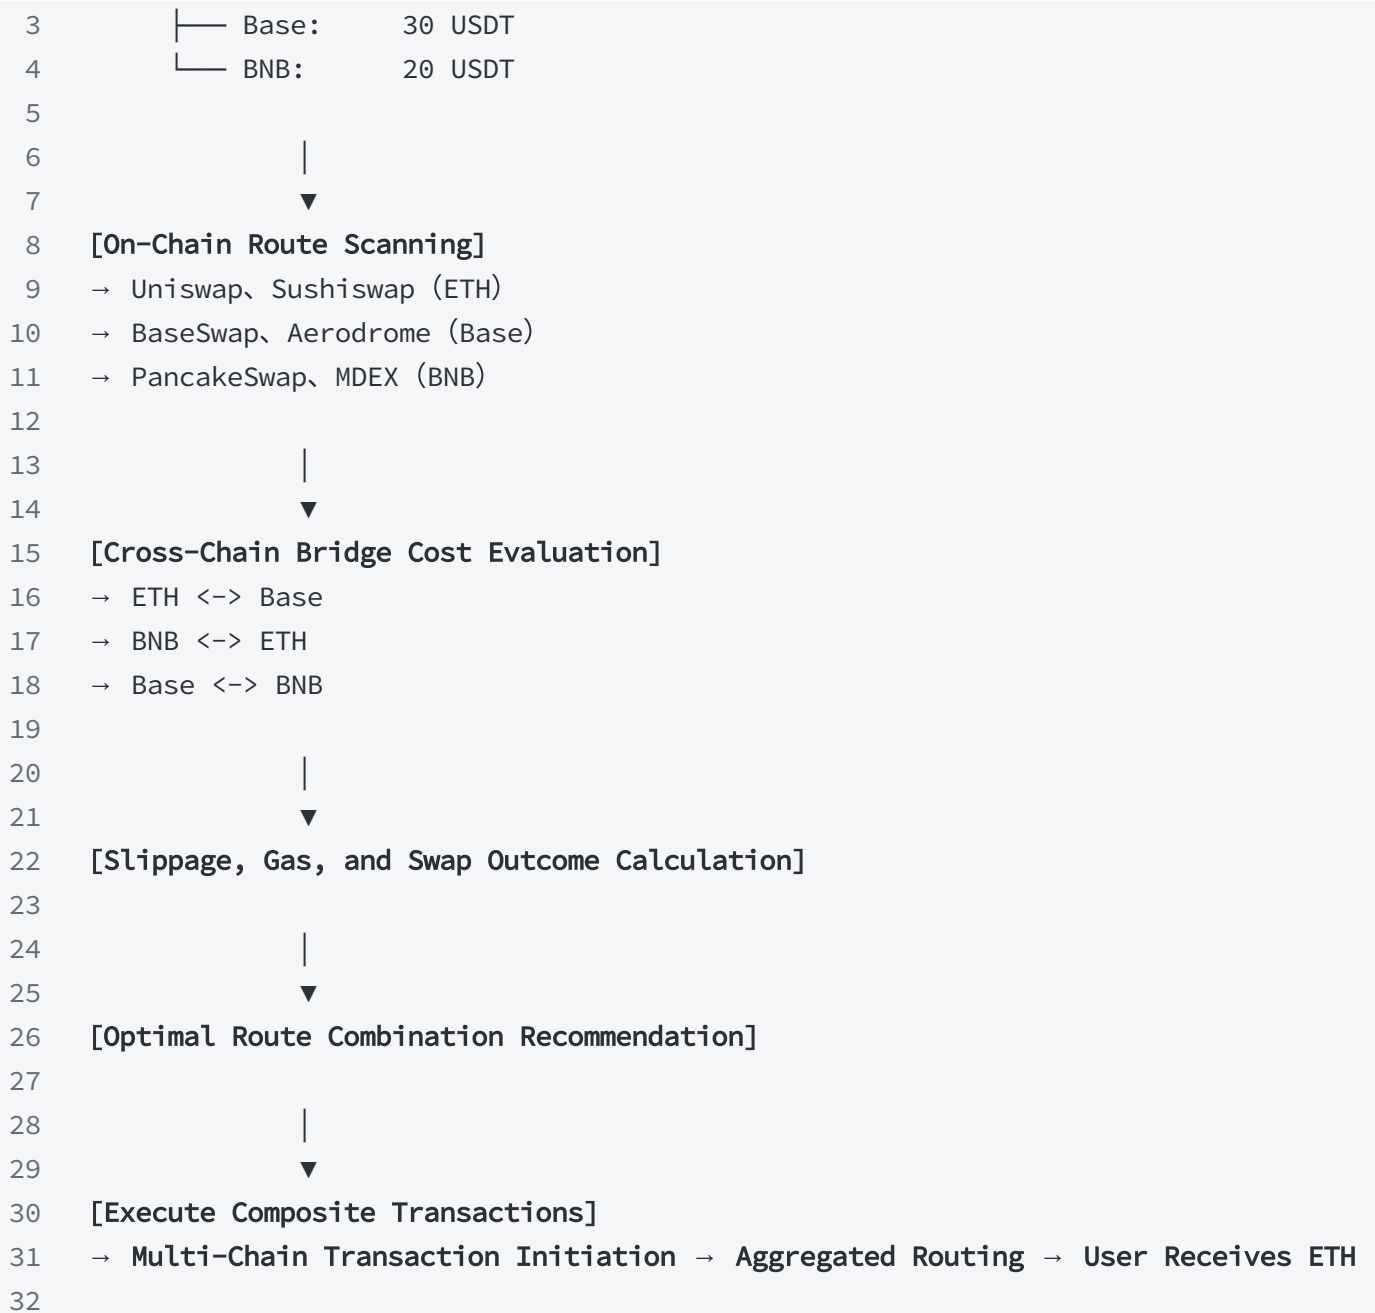 3 ├── Base: 30 USDT
4 └── BNB: 20 USDT
5
6 │
7 ▼
8 [On-Chain Route Scanning]
9 → Uniswap、Sushiswap（ETH）
10 → BaseSwap、Aerodrome（Base）
11 → PancakeSwap、MDEX（BNB）
12
13 │
14 ▼
15 [Cross-Chain Bridge Cost Evaluation]
16 → ETH <-> Base
17 → BNB <-> ETH
18 → Base <-> BNB
19
20 │
21 ▼
22 [Slippage, Gas, and Swap Outcome Calculation]
23
24 │
25 ▼
26 [Optimal Route Combination Recommendation]
27
28 │
29 ▼
30 [Execute Composite Transactions]
31 → Multi-Chain Transaction Initiation → Aggregated Routing → User Receives ETH
32